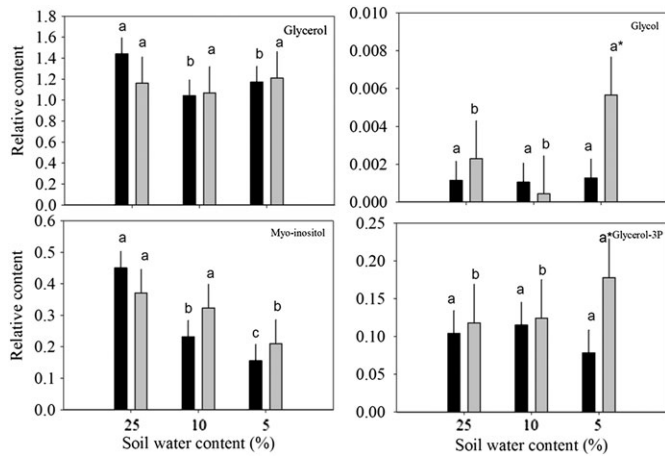 Relative content
1.8
1.6
1.4
1.2
1.0
0.8
0.6
0.4
0.2
0.0
Glycerol
a a b a b a
0.010
0.008
0.006
0.004
0.002
0.000
Glycol
a b a b a a*
Relative content
0.6
0.5
0.4
0.3
0.2
0.1
0.0
Myo-inositol
a a b a c b
25 10 5
Soil water content (%)
0.25
0.20
0.15
0.10
0.05
0.00
a*Glycerol-3P
a b a b a
25 10 5
Soil water content (%)